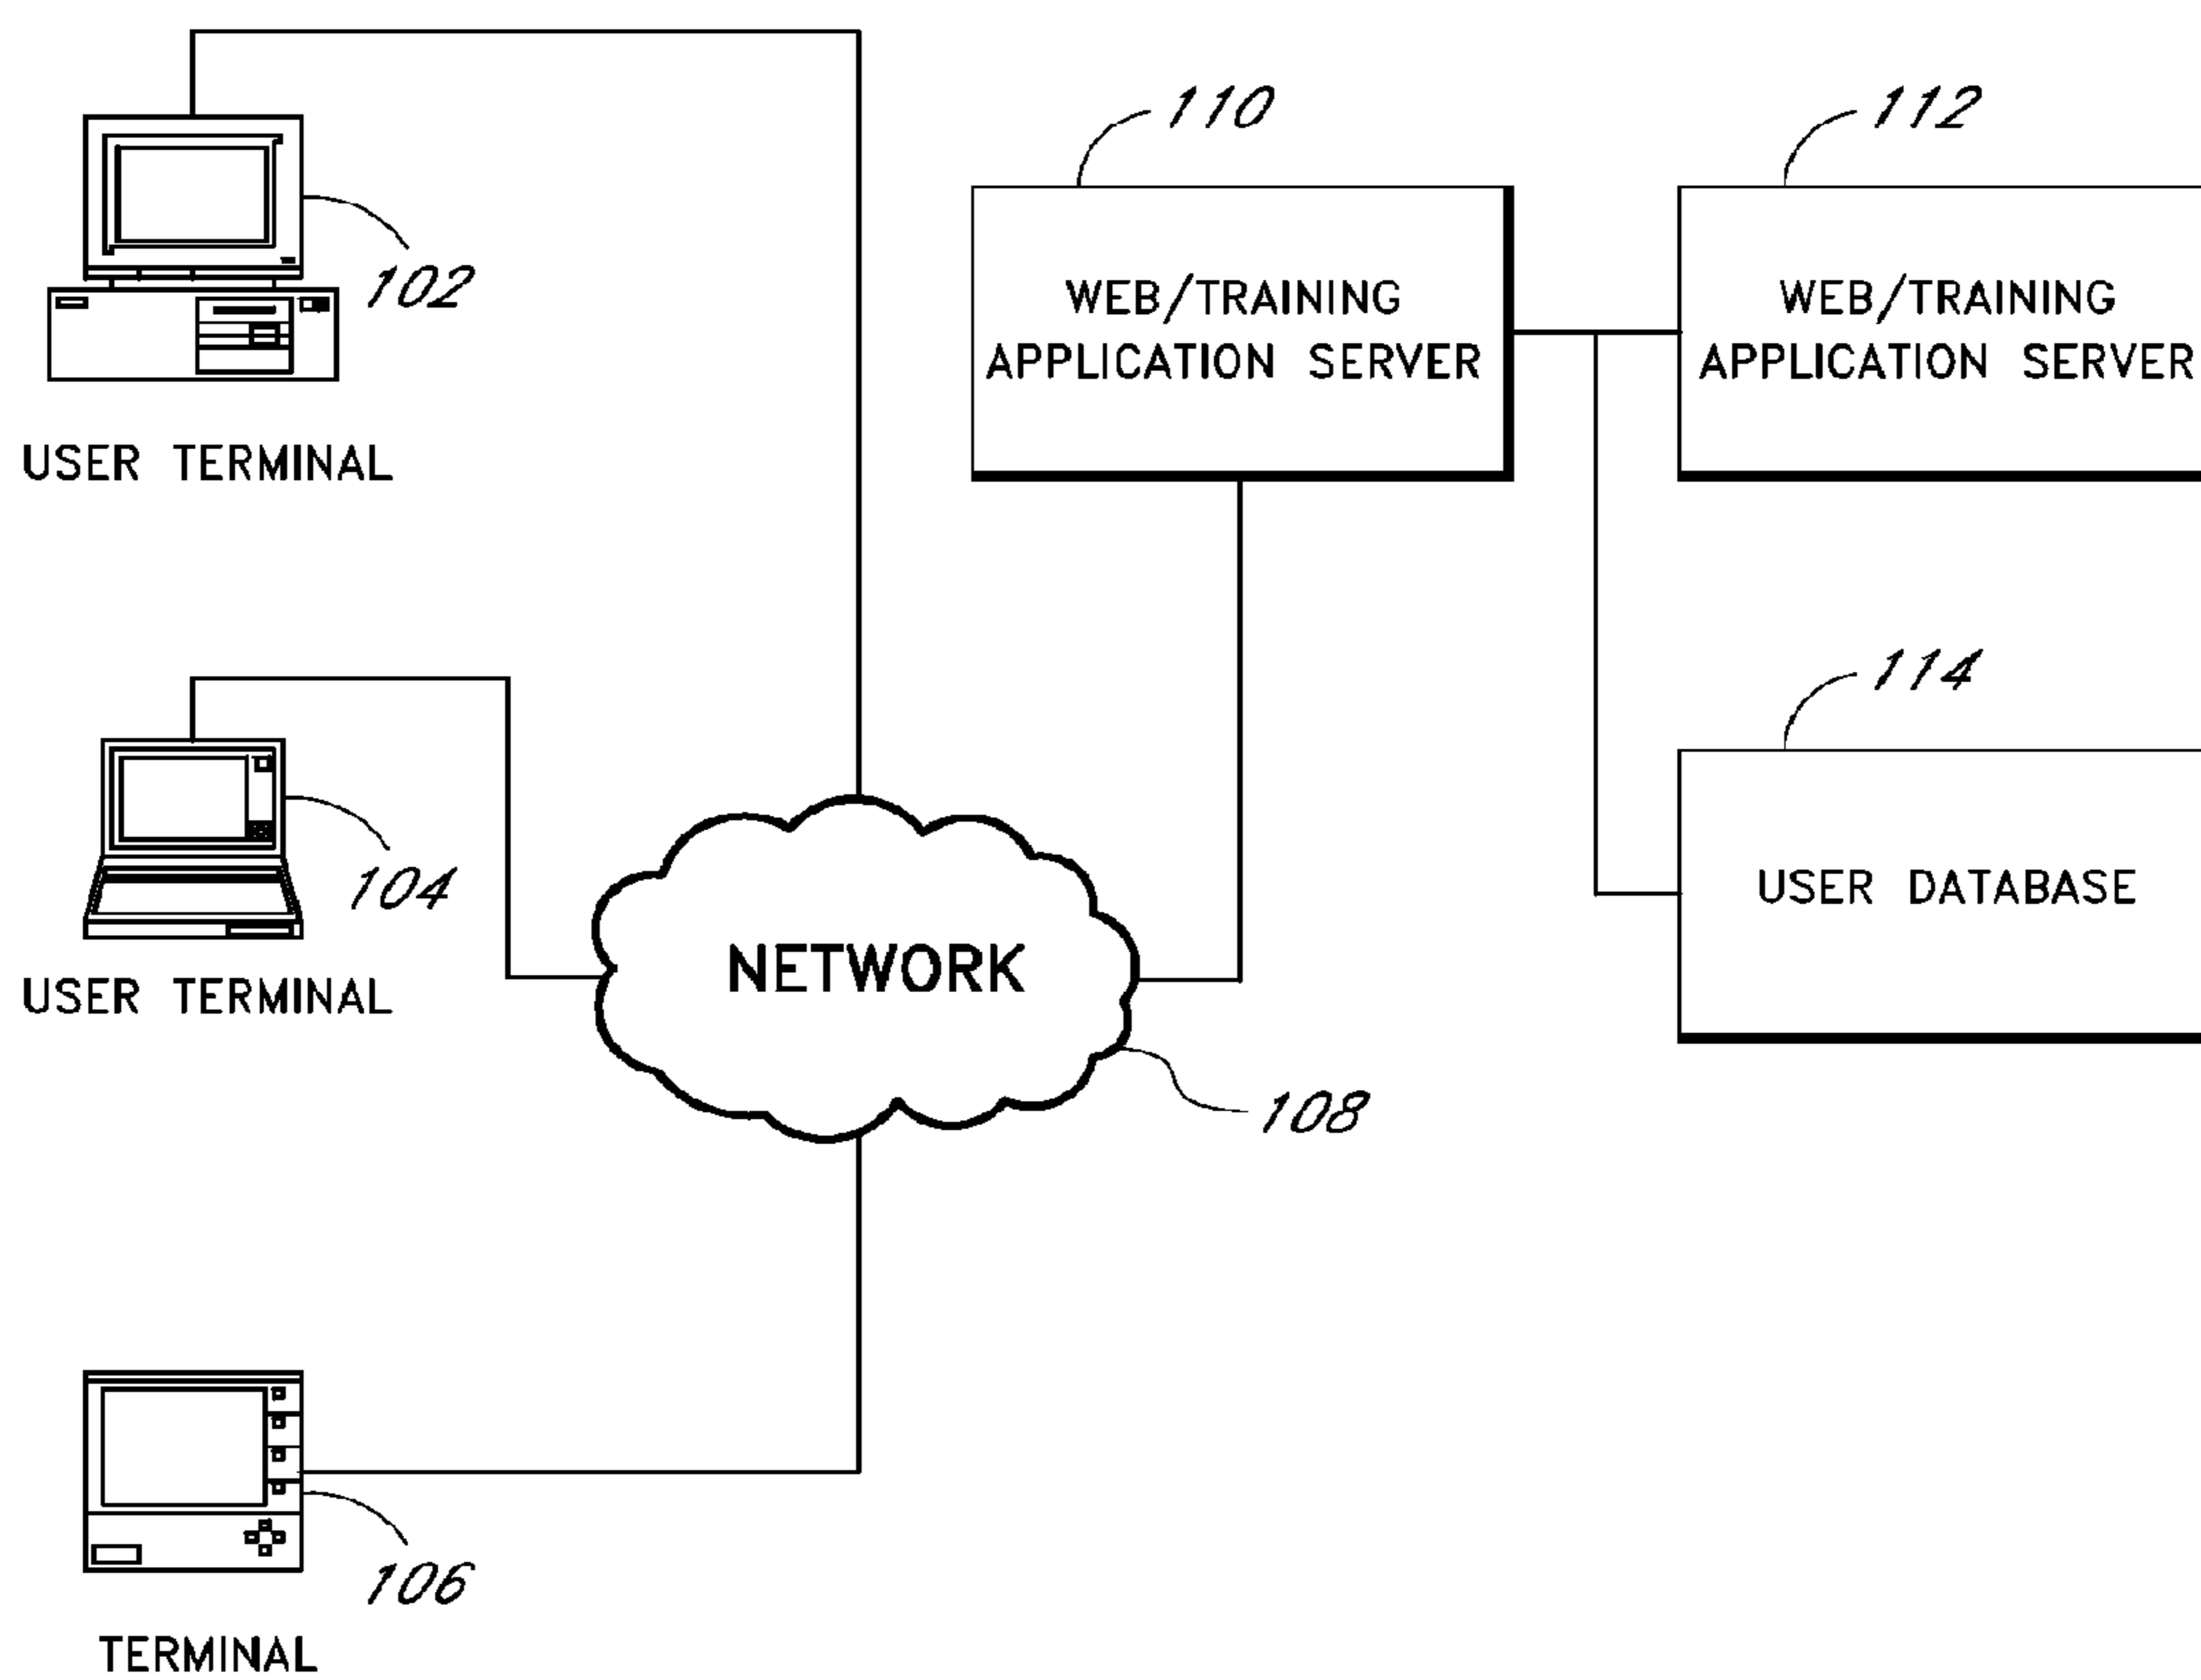 110
112
102
WEB/TRAINING
APPLICATION SERVER
WEB/TRAINING
APPLICATION SERVER
USER TERMINAL
114
104
USER DATABASE
NETWORK
USER TERMINAL
108
106
TERMINAL